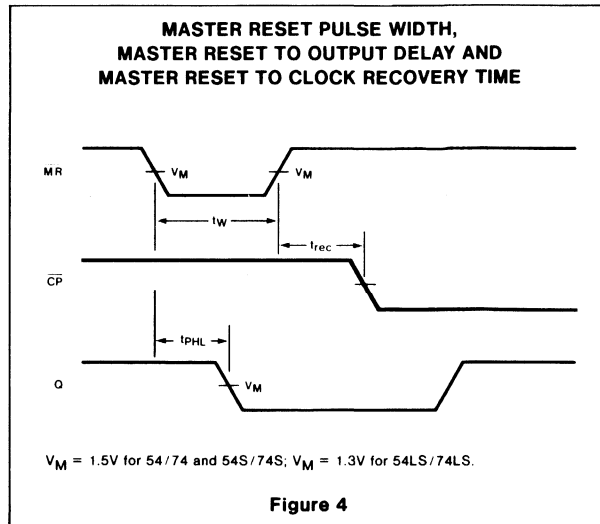 MASTER RESET PULSE WIDTH,
MASTER RESET TO OUTPUT DELAY AND
MASTER RESET TO CLOCK RECOVERY TIME
M̅R̅
VM
VM
tW
trec
C̅P̅
tPHL
Q
VM
VM = 1.5V for 54/74 and 54S/74S; VM = 1.3V for 54LS/74LS.
Figure 4